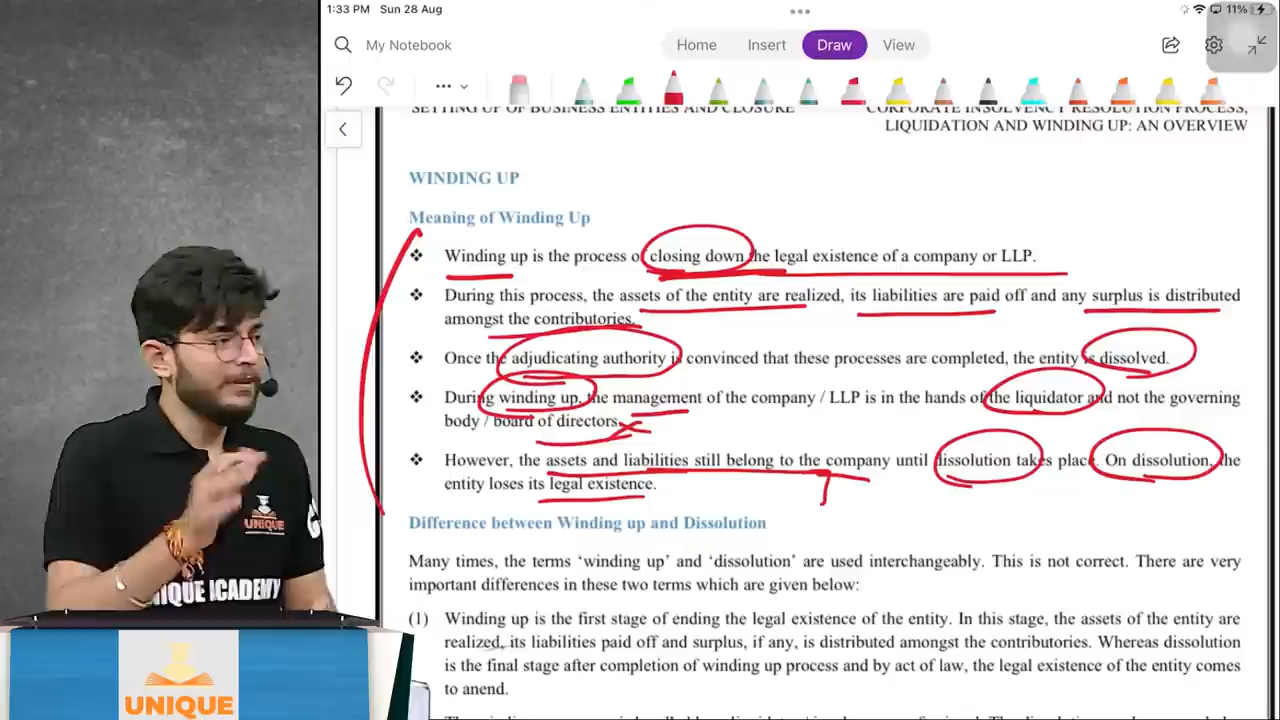 1:33 PM Sun 28 Aug
11%
My Notebook
Home
Insert
Draw
View
SETTING UP OF BUSINESS ENTITIES AND CLOSURE
CORPORATE INSOLVENCY RESOLUTION PROCESS,
LIQUIDATION AND WINDING UP: AN OVERVIEW
WINDING UP
Meaning of Winding Up
❖ Winding up is the process of closing down the legal existence of a company or LLP.
❖ During this process, the assets of the entity are realized, its liabilities are paid off and any surplus is distributed
amongst the contributories.
❖ Once the adjudicating authority is convinced that these processes are completed, the entity is dissolved.
❖ During winding up, the management of the company / LLP is in the hands of the liquidator and not the governing
body / board of directors.
❖ However, the assets and liabilities still belong to the company until dissolution takes place. On dissolution, the
entity loses its legal existence.
Difference between Winding up and Dissolution
Many times, the terms ‘winding up’ and ‘dissolution’ are used interchangeably. This is not correct. There are very
important differences in these two terms which are given below:
(1) Winding up is the first stage of ending the legal existence of the entity. In this stage, the assets of the entity are
realized, its liabilities paid off and surplus, if any, is distributed amongst the contributories. Whereas dissolution
is the final stage after completion of winding up process and by act of law, the legal existence of the entity comes
to anend.
UNIQUE
UNIQUE ACADEMY
UNIQUE